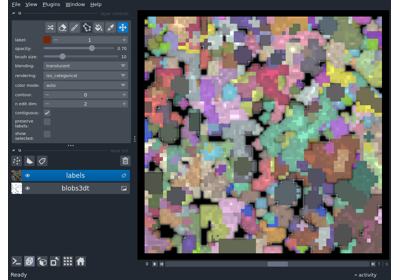 File View Plugins Window Help
label: 1
opacity: 0.70
brush size: 10
blending: translucent
rendering: iso_categorical
color mode: auto
contour: 0
n edit dim: 2
contiguous:
preserve
labels:
show
selected:
labels
blobs3dt
Ready
activity